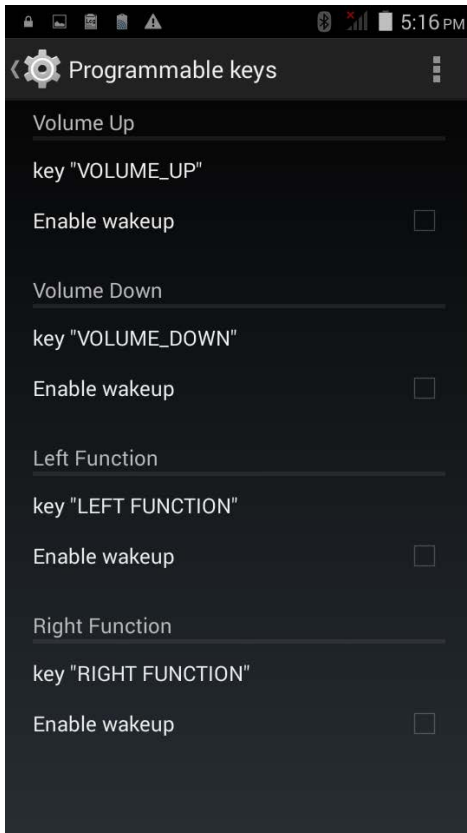 5:16 PM
Programmable keys
Volume Up
key "VOLUME_UP"
Enable wakeup
Volume Down
key "VOLUME_DOWN"
Enable wakeup
Left Function
key "LEFT FUNCTION"
Enable wakeup
Right Function
key "RIGHT FUNCTION"
Enable wakeup